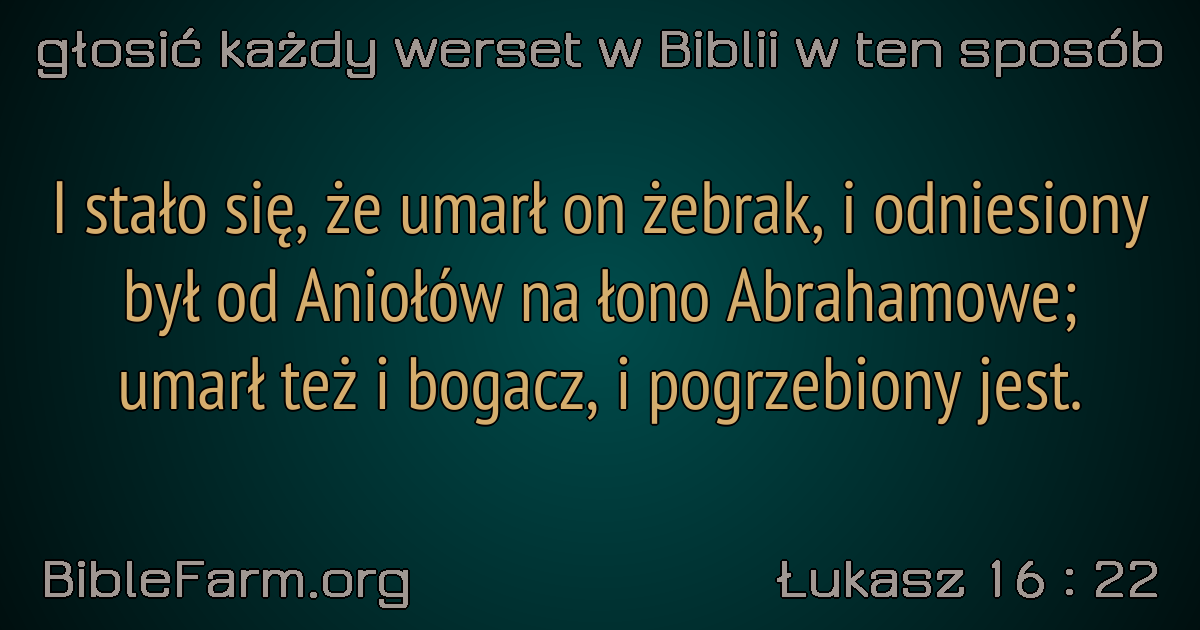 głosić każdy werset w Biblii w ten sposób
I stało się, że umarł on żebrak, i odniesiony
był od Aniołów na łono Abrahamowe;
umarł też i bogacz, i pogrzebiony jest.
BibleFarm.org
Łukasz 16 : 22